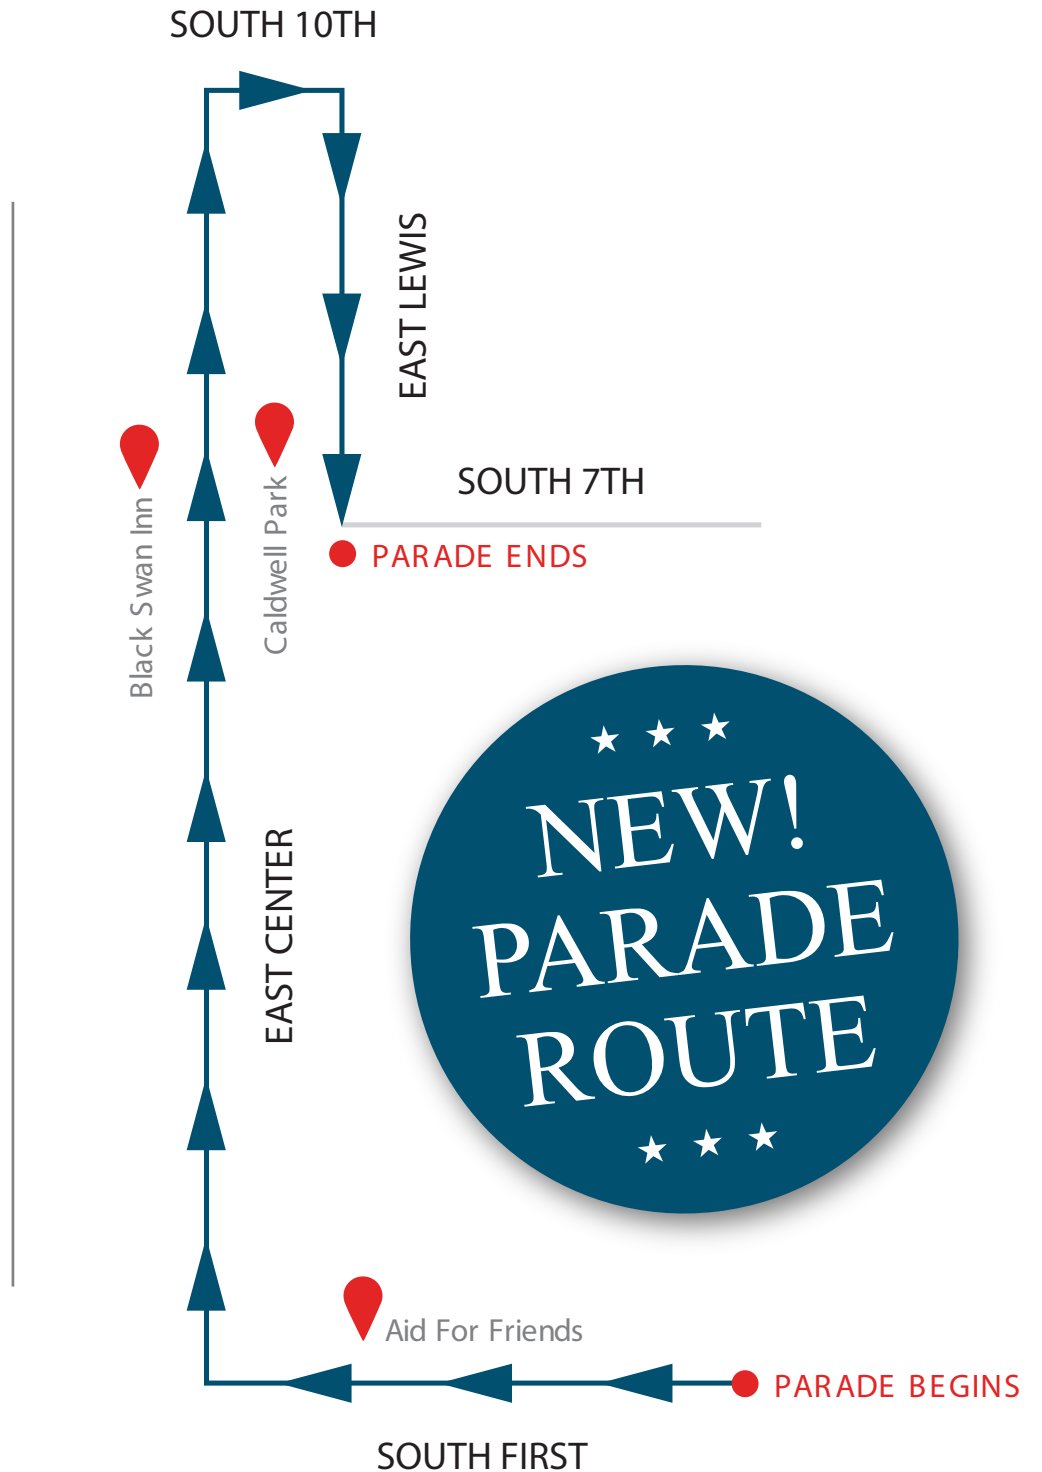 SOUTH 10TH
EAST LEWIS
SOUTH 7TH
PARADE ENDS
Black Swan Inn
Caldwell Park
NEW!
PARADE
ROUTE
EAST CENTER
Aid For Friends
PARADE BEGINS
SOUTH FIRST